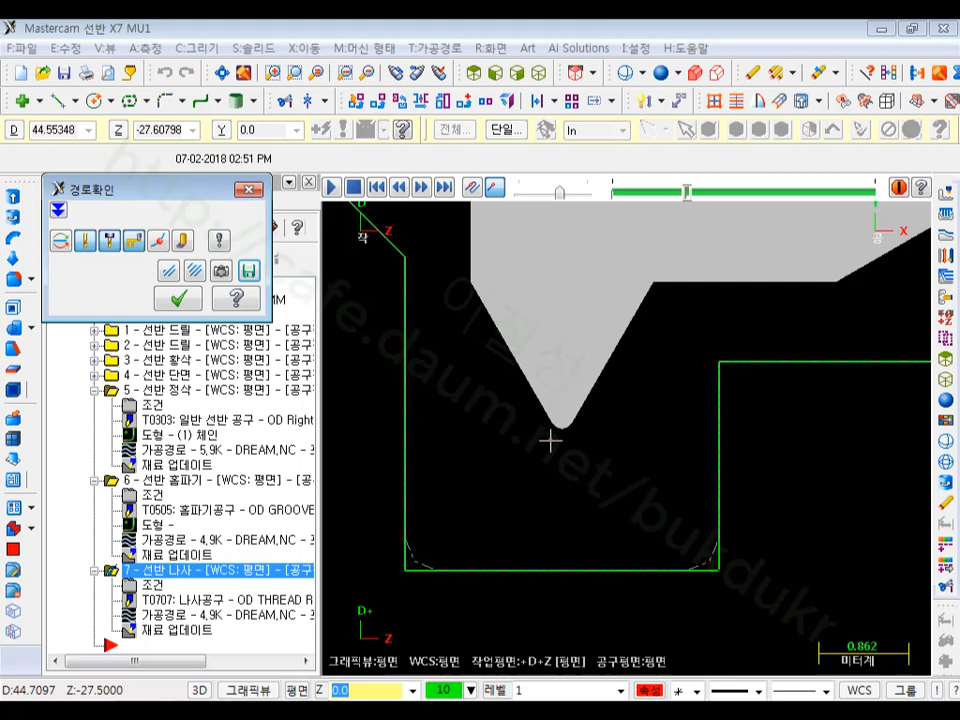 Mastercam 선반 X7 MU1
F:파일 E:수정 V:뷰 A:측정 C:그리기 S:솔리드 X:이동 M:머신 형태 T:가공경로 R:화면 Art Ai Solutions I:설정 H:도움말
D 44.55348 Z -27.60798 Y 0.0 전체... 단일... In
07-02-2018 02:51 PM
경로확인
MM
1 - 선반 드릴 - [WCS: 평면] - [공구
2 - 선반 드릴 - [WCS: 평면] - [공구
3 - 선반 황삭 - [WCS: 평면] - [공구
4 - 선반 단면 - [WCS: 평면] - [공구
5 - 선반 정삭 - [WCS: 평면] - [공구
조건
T0303: 일반 선반 공구 - OD Right
도형 - (1) 체인
가공경로 - 5.9K - DREAM.NC -
재료 업데이트
6 - 선반 홈파기 - [WCS: 평면] - [공
조건
T0505: 홈파기공구 - OD GROOVE
도형 -
가공경로 - 4.9K - DREAM.NC -
재료 업데이트
7 - 선반 나사 - [WCS: 평면] - [공구
조건
T0707: 나사공구 - OD THREAD R
가공경로 - 4.9K - DREAM.NC -
재료 업데이트
D
Z
작
X
공
D+
Z
0.862
미터계
그래픽뷰:평면 WCS:평면 작업평면:+D+Z [평면] 공구평면:평면
D:44.7097 Z:-27.5000 3D 그래픽뷰 평면 Z 0.0 10 레벨 1 속성 WCS 그룹 ! ?